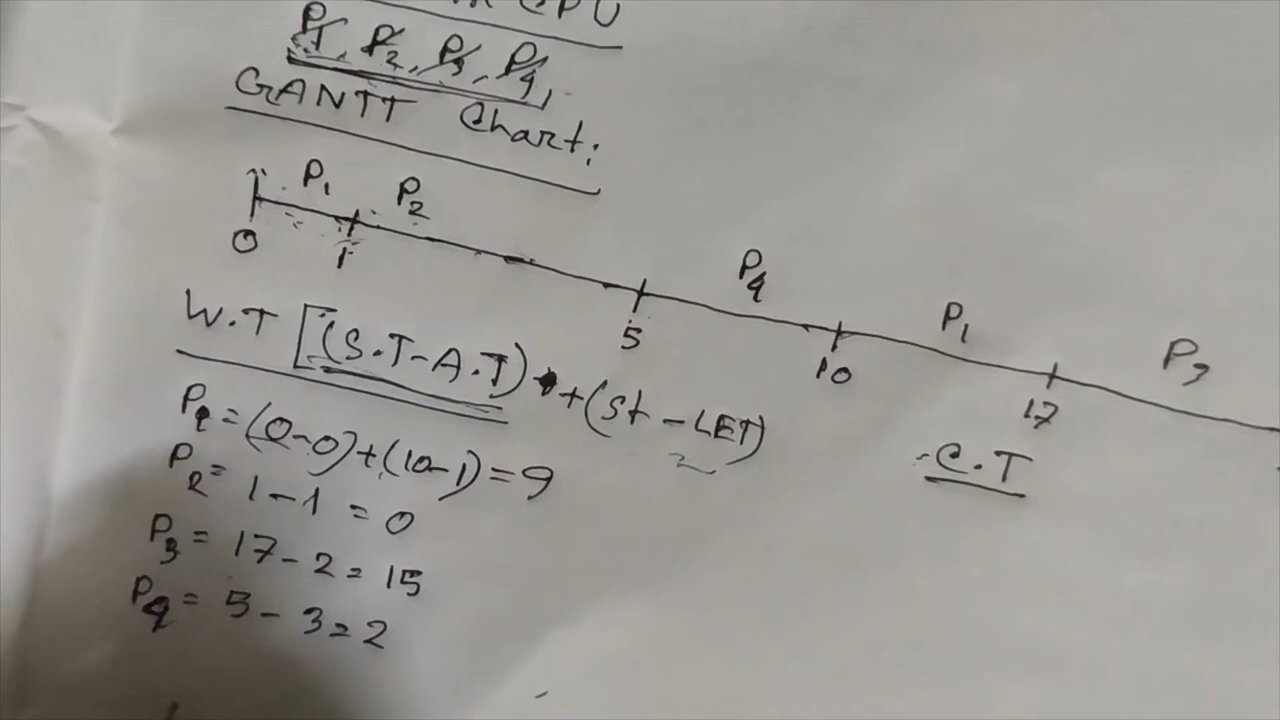 CPU
P1, P2, P3, P4,
GANTT Chart:
P1 P2 P4 P1 P3
0 1 5 10 17
W.T [(S.T-A.T) + (St - LET)
C.T
P1 = (0-0)+(10-1) = 9
P2 = 1-1 = 0
P3 = 17-2 = 15
P4 = 5-3 = 2